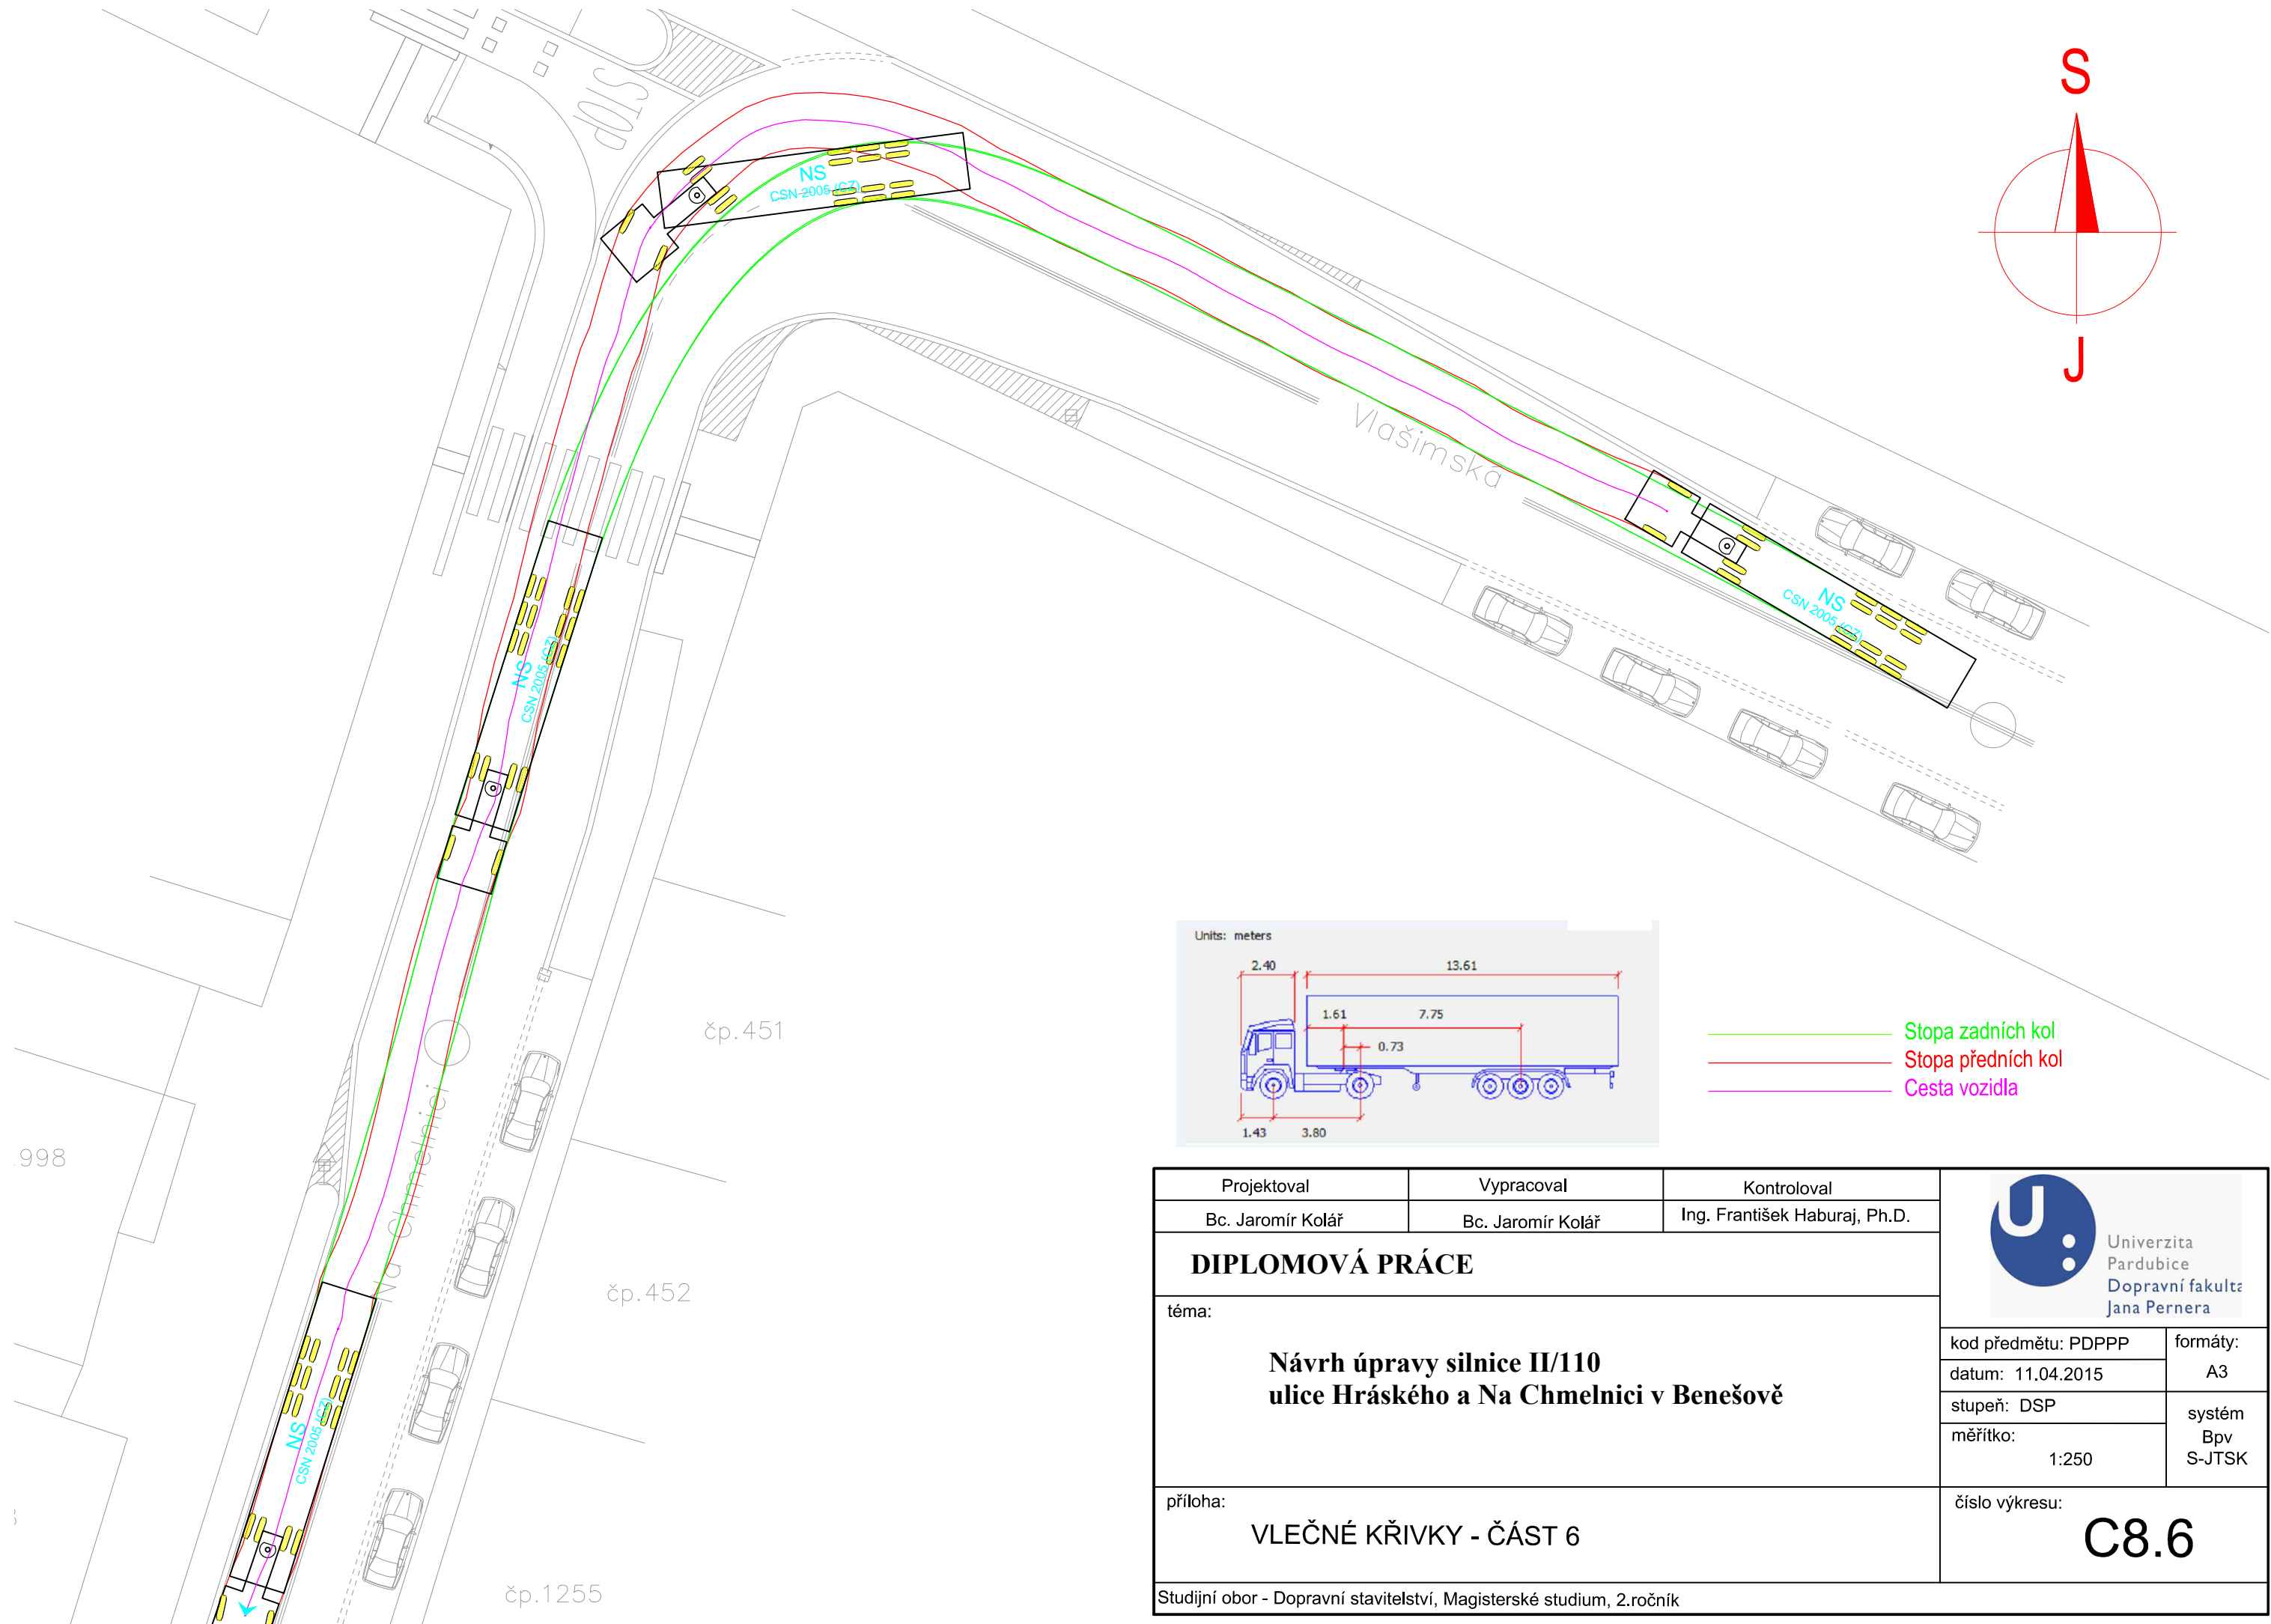 STOP
S
J
NS
CSN 2005 (CZ)
Vlašimská
NS
CSN 2005 (CZ)
NS
CSN 2005 (CZ)
Units: meters
2.40
13.61
1.61
7.75
0.73
1.43
3.80
Stopa zadních kol
Stopa předních kol
Cesta vozidla
čp.451
Na Chmelnici
998
čp.452
NS
CSN 2005 (CZ)
čp.1255
Projektoval
Vypracoval
Kontroloval
Bc. Jaromír Kolář
Bc. Jaromír Kolář
Ing. František Haburaj, Ph.D.
Univerzita
Pardubice
Dopravní fakulta
Jana Pernera
DIPLOMOVÁ PRÁCE
téma:
Návrh úpravy silnice II/110
ulice Hráského a Na Chmelnici v Benešově
kod předmětu: PDPPP
formáty:
A3
datum: 11.04.2015
stupeň: DSP
systém
Bpv
S-JTSK
měřítko:
1:250
příloha:
VLEČNÉ KŘIVKY - ČÁST 6
číslo výkresu:
C8.6
Studijní obor - Dopravní stavitelství, Magisterské studium, 2.ročník